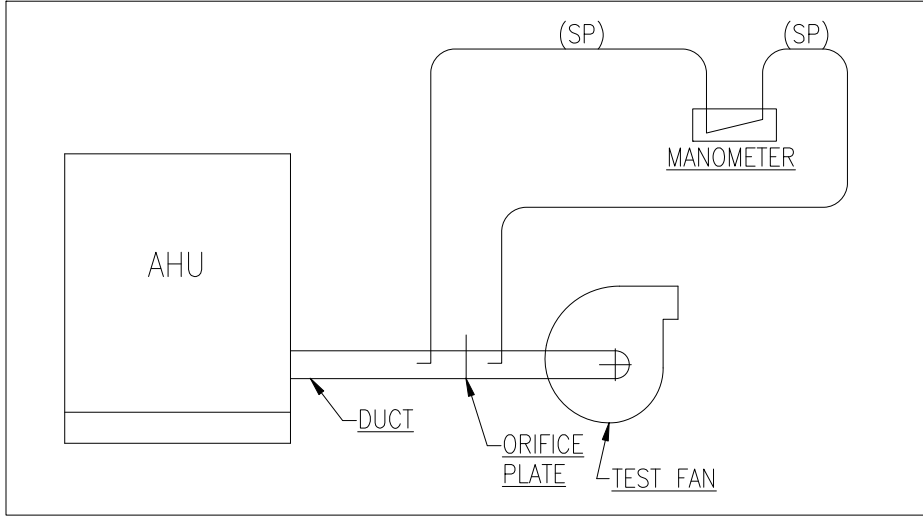 (SP)
(SP)
MANOMETER
AHU
DUCT
ORIFICE
PLATE
TEST FAN